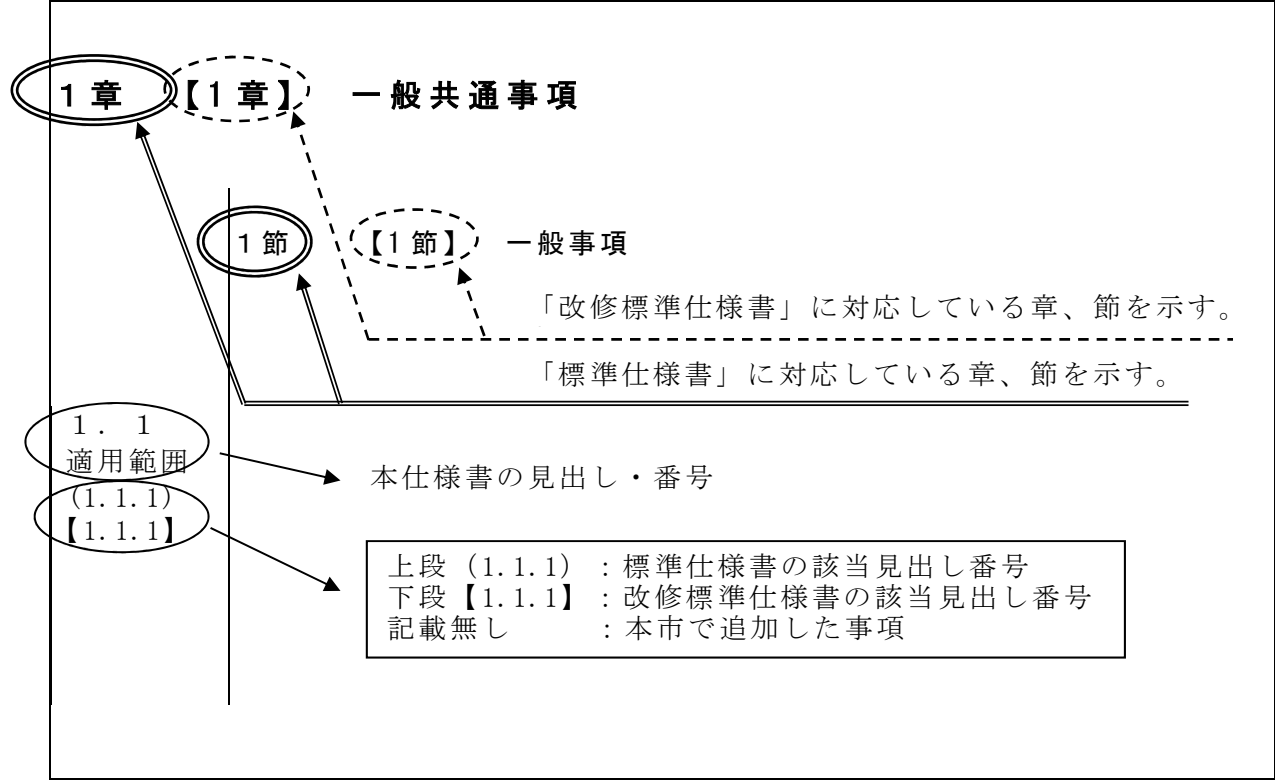 1章 【1章】 一般共通事項
1節 【1節】 一般事項
「改修標準仕様書」に対応している章、節を示す。
「標準仕様書」に対応している章、節を示す。
1.1
適用範囲
(1.1.1)
【1.1.1】
本仕様書の見出し・番号
上段（1.1.1）：標準仕様書の該当見出し番号
下段【1.1.1】：改修標準仕様書の該当見出し番号
記載無し ：本市で追加した事項